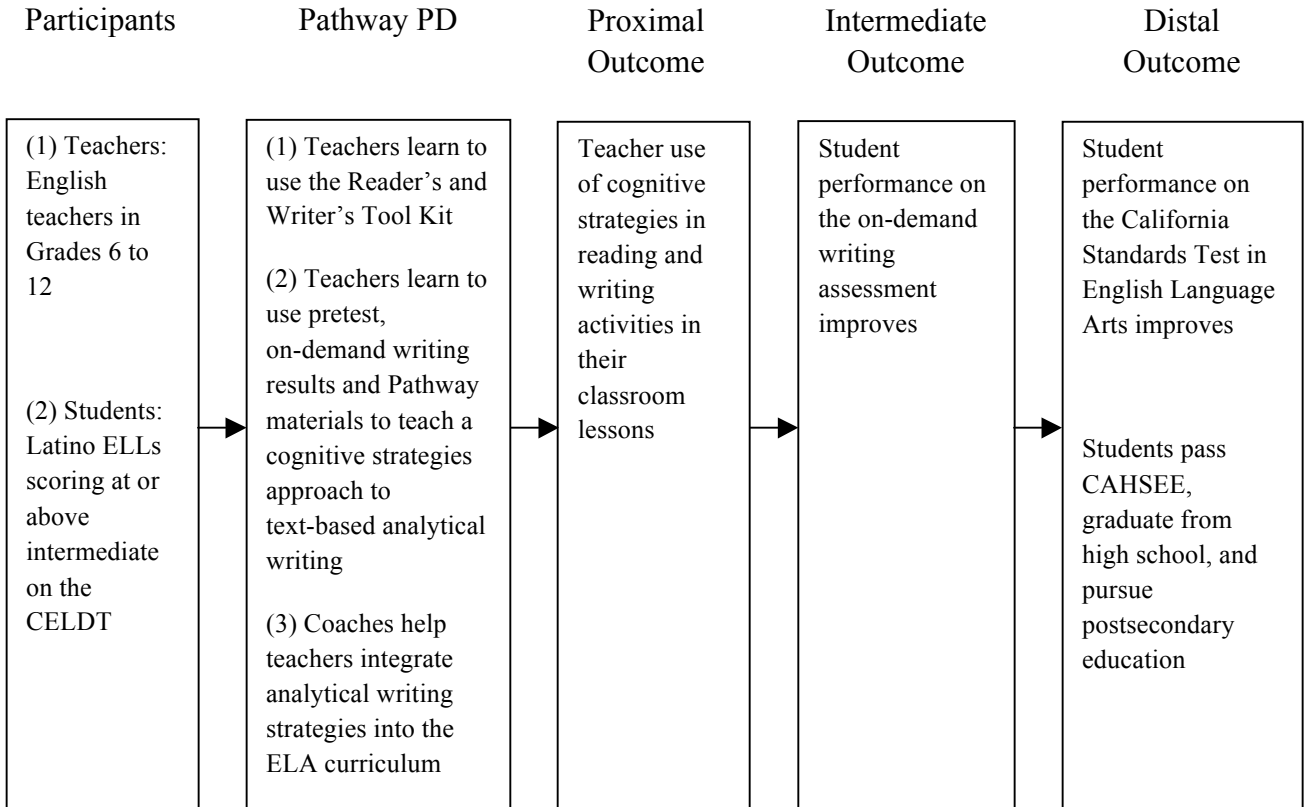 Participants
Pathway PD
Proximal
Outcome
Intermediate
Outcome
Distal
Outcome
(1) Teachers:
English
teachers in
Grades 6 to
12
(2) Students:
Latino ELLs
scoring at or
above
intermediate
on the
CELDT
(1) Teachers learn to
use the Reader’s and
Writer’s Tool Kit
(2) Teachers learn to
use pretest,
on-demand writing
results and Pathway
materials to teach a
cognitive strategies
approach to
text-based analytical
writing
(3) Coaches help
teachers integrate
analytical writing
strategies into the
ELA curriculum
Teacher use
of cognitive
strategies in
reading and
writing
activities in
their
classroom
lessons
Student
performance on
the on-demand
writing
assessment
improves
Student
performance on
the California
Standards Test in
English Language
Arts improves
Students pass
CAHSEE,
graduate from
high school, and
pursue
postsecondary
education